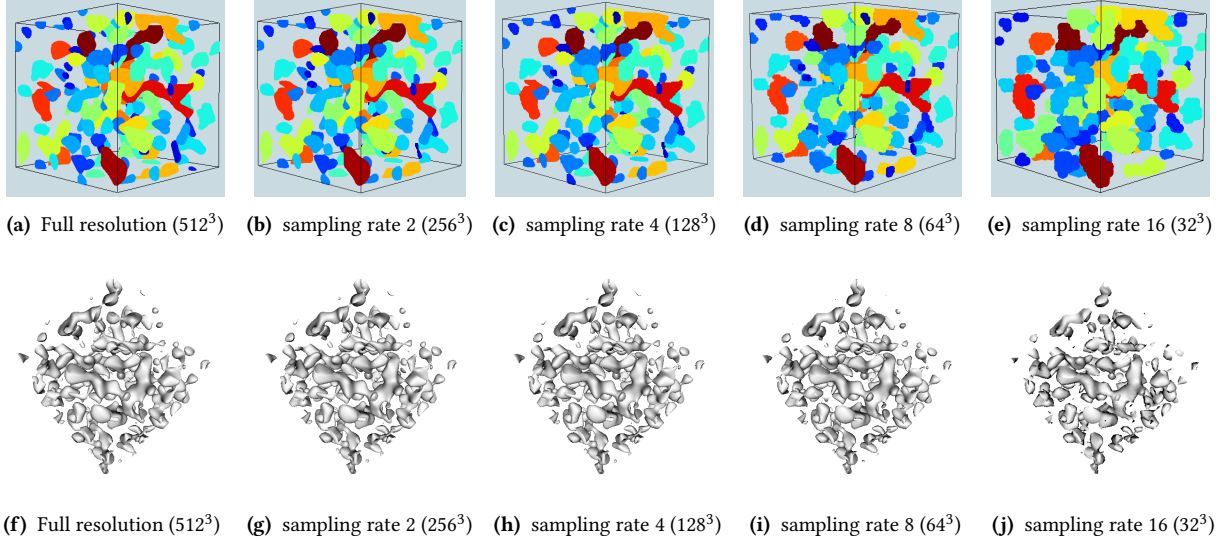 (a) Full resolution (512³) (b) sampling rate 2 (256³) (c) sampling rate 4 (128³) (d) sampling rate 8 (64³) (e) sampling rate 16 (32³)
(f) Full resolution (512³) (g) sampling rate 2 (256³) (h) sampling rate 4 (128³) (i) sampling rate 8 (64³) (j) sampling rate 16 (32³)